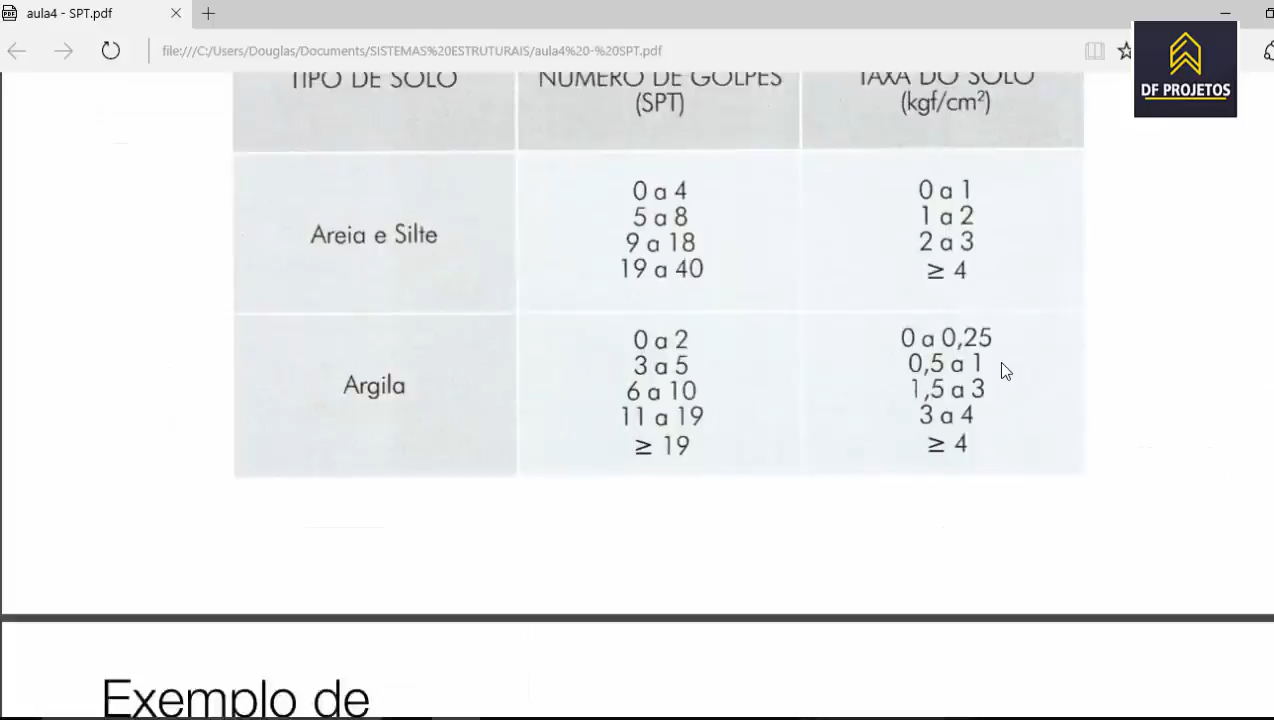 aula4 - SPT.pdf
file:///C:/Users/Douglas/Documents/SISTEMAS%20ESTRUTURAIS/aula4%20-%20SPT.pdf
DF PROJETOS
TIPO DE SOLO
NÚMERO DE GOLPES
(SPT)
TAXA DO SOLO
(kgf/cm²)
Areia e Silte
0 a 4
5 a 8
9 a 18
19 a 40
0 a 1
1 a 2
2 a 3
≥ 4
Argila
0 a 2
3 a 5
6 a 10
11 a 19
≥ 19
0 a 0,25
0,5 a 1
1,5 a 3
3 a 4
≥ 4
Exemplo de